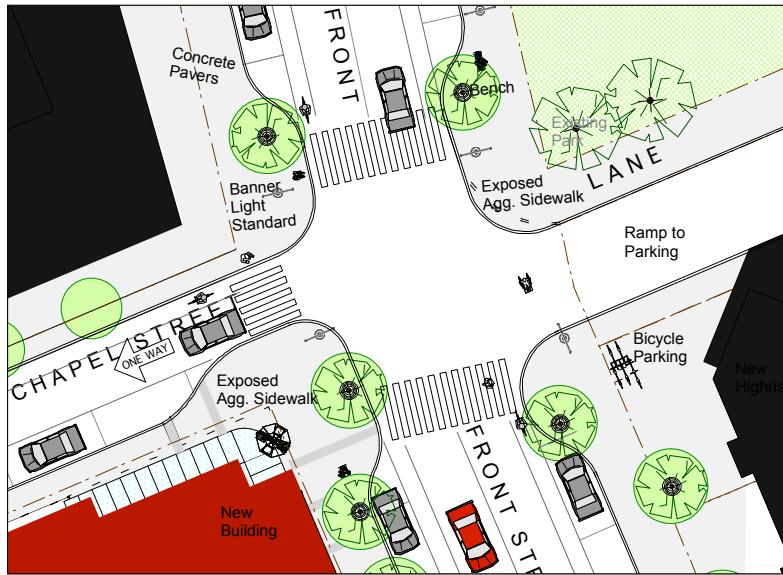 FRONT
Concrete
Pavers
Bench
Existing
Park
LANE
Banner
Light
Standard
Exposed
Agg. Sidewalk
Ramp to
Parking
CHAPEL STREET
ONE WAY
Exposed
Agg. Sidewalk
Bicycle
Parking
New
Highris
New
Building
FRONT STR